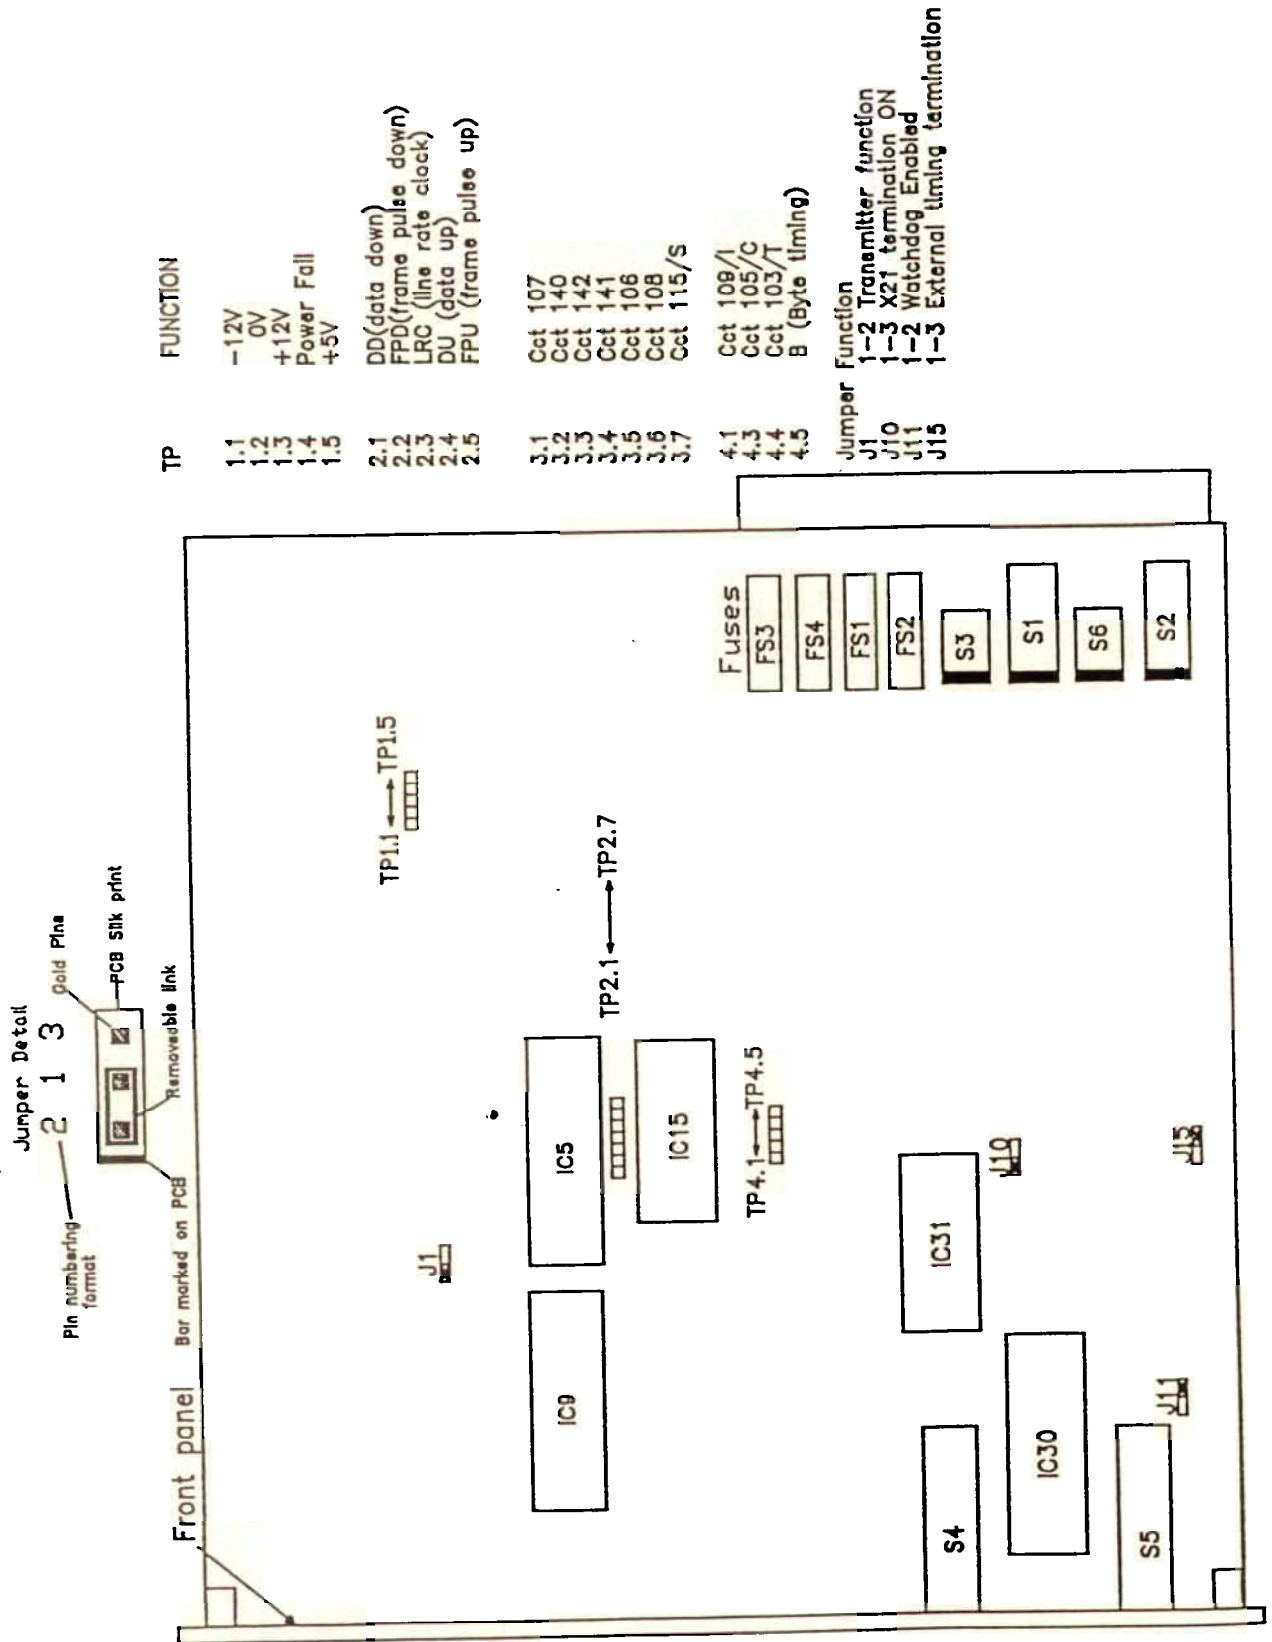 Jumper Detail
2 1 3
Pin numbering
format
Gold Pins
PCB Silk print
Removeable link
Bar marked on PCB
Front panel
TP1.1 TP1.5
J1
IC9
IC5
TP2.1 TP2.7
IC15
TP4.1 TP4.5
Fuses
FS3
FS4
FS1
FS2
S3
S1
S6
S2
S4
IC31
J10
IC30
S5
J11
J15
TP FUNCTION
1.1 -12V
1.2 0V
1.3 +12V
1.4 Power Fail
1.5 +5V
2.1 DD(data down)
2.2 FPD(frame pulse down)
2.3 LRC (line rate clock)
2.4 DU (data up)
2.5 FPU (frame pulse up)
3.1 Cct 107
3.2 Cct 140
3.3 Cct 142
3.4 Cct 141
3.5 Cct 106
3.6 Cct 108
3.7 Cct 115/S
4.1 Cct 109/I
4.3 Cct 105/C
4.4 Cct 103/T
4.5 B (Byte timing)
Jumper Function
J1 1-2 Transmitter function
J10 1-3 X21 termination ON
J11 1-2 Watchdog Enabled
J15 1-3 External timing termination